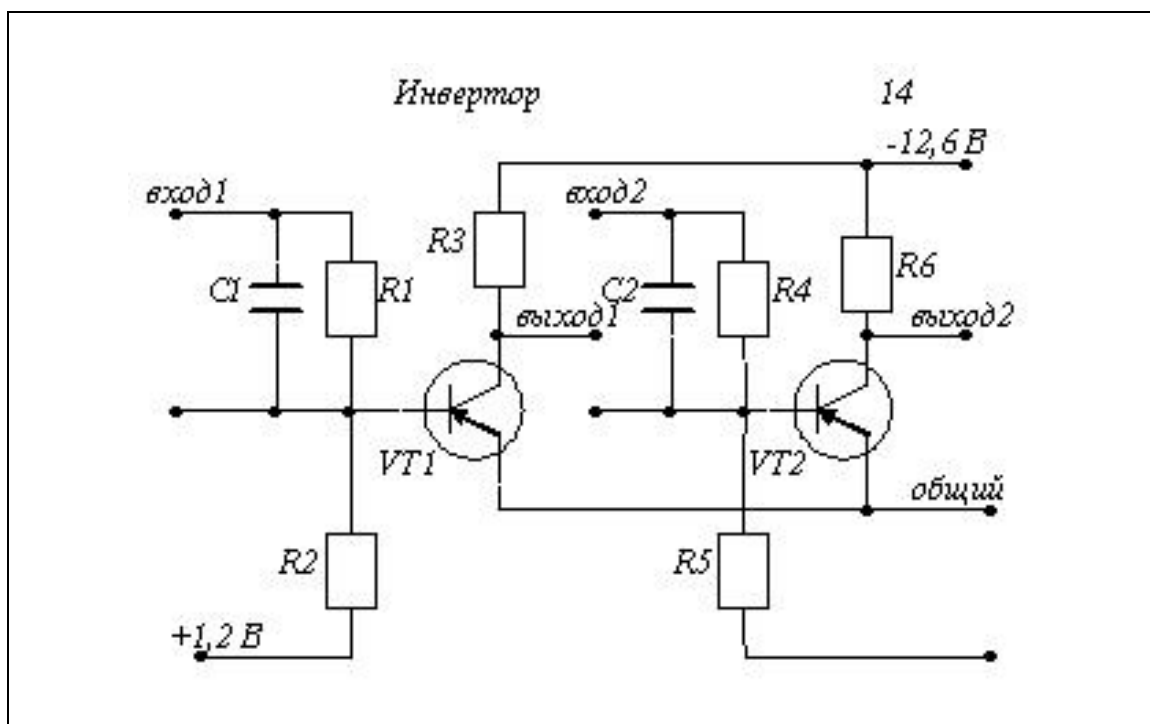 Инвертор 14
-12,6 В
вход1 вход2
R3 R6
C1 R1 C2 R4
выход1 выход2
VT1 VT2
общий
R2 R5
+1,2 В